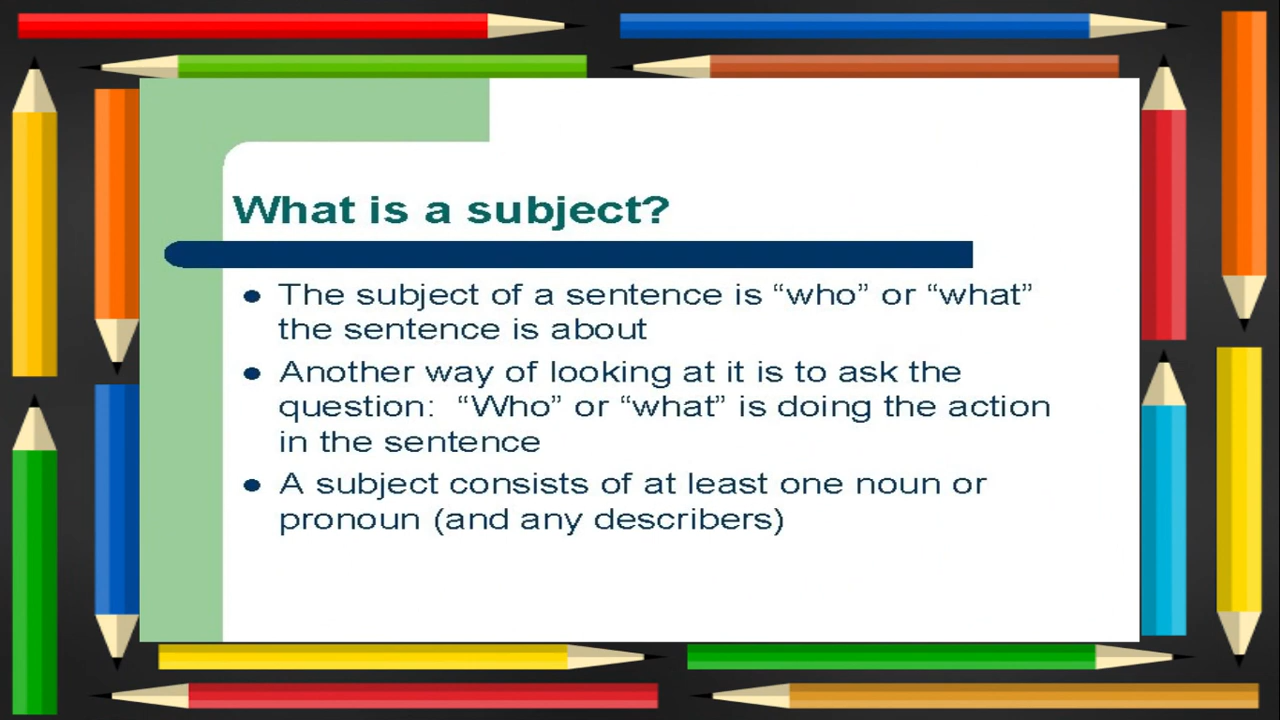 What is a subject?
● The subject of a sentence is “who” or “what”
the sentence is about
● Another way of looking at it is to ask the
question:  “Who” or “what” is doing the action
in the sentence
● A subject consists of at least one noun or
pronoun (and any describers)